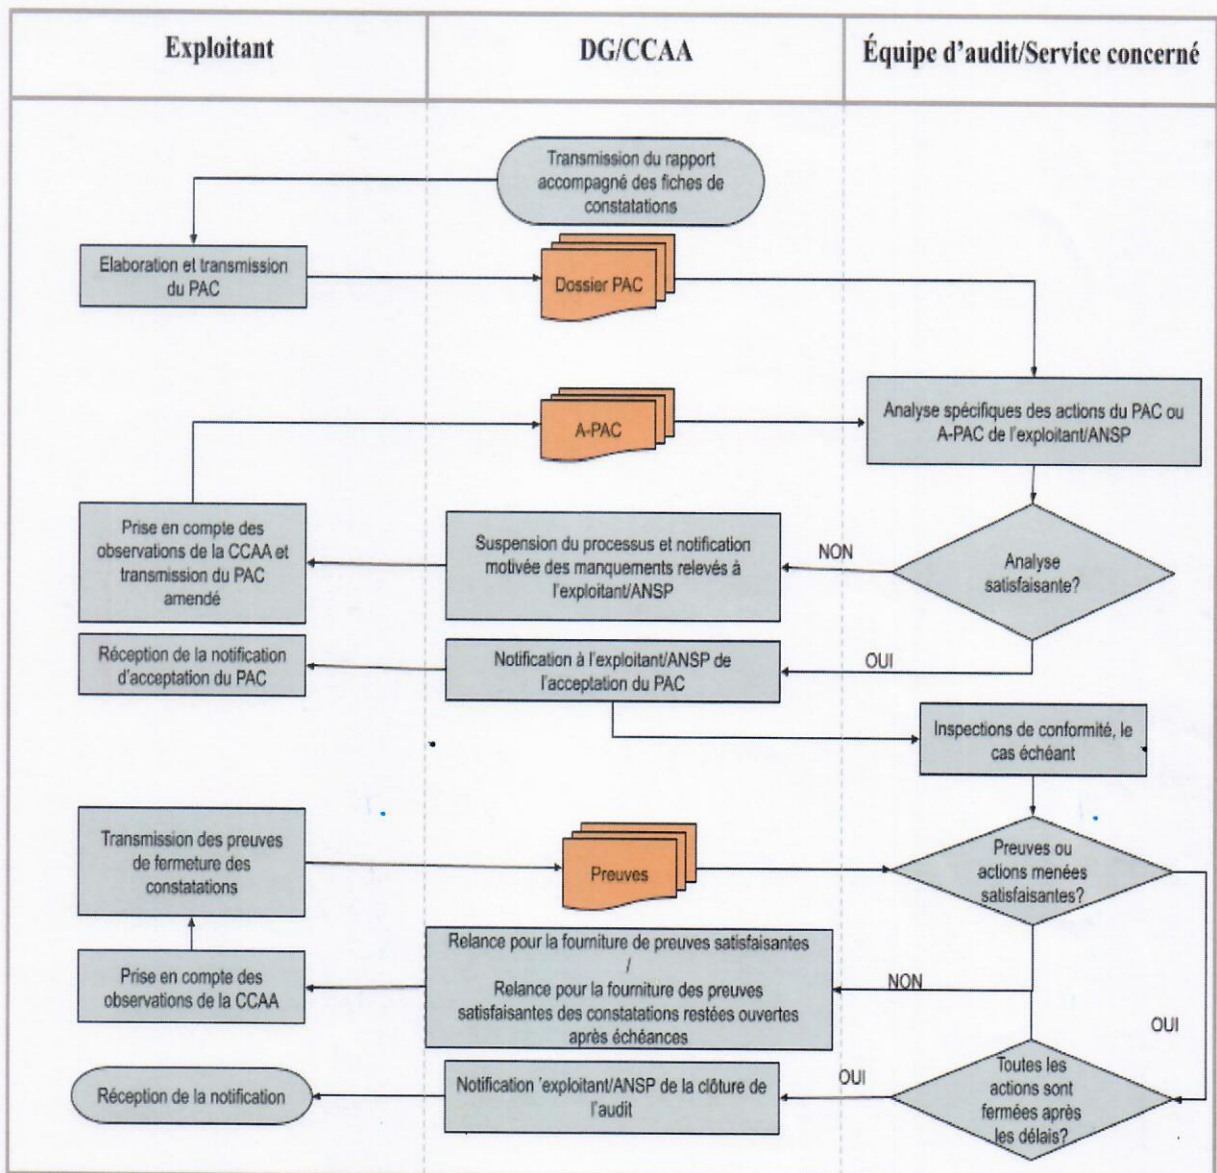 Exploitant
DG/CCAA
Équipe d'audit/Service concerné
Transmission du rapport
accompagné des fiches de
constatations
Elaboration et transmission
du PAC
Dossier PAC
A-PAC
Analyse spécifiques des actions du PAC ou
A-PAC de l'exploitant/ANSP
Prise en compte des
observations de la CCAA et
transmission du PAC
amendé
Suspension du processus et notification
motivée des manquements relevés à
l'exploitant/ANSP
NON
Analyse
satisfaisante?
Réception de la notification
d'acceptation du PAC
Notification à l'exploitant/ANSP de
l'acceptation du PAC
OUI
Inspections de conformité, le
cas échéant
Transmission des preuves
de fermeture des
constatations
Preuves
Preuves ou
actions menées
satisfaisantes?
Prise en compte des
observations de la CCAA
Relance pour la fourniture de preuves satisfaisantes
/
Relance pour la fourniture des preuves
satisfaisantes des constatations restées ouvertes
après échéances
NON
OUI
Réception de la notification
Notification 'exploitant/ANSP de la clôture de
l'audit
OUI
Toutes les
actions sont
fermées après
les délais?